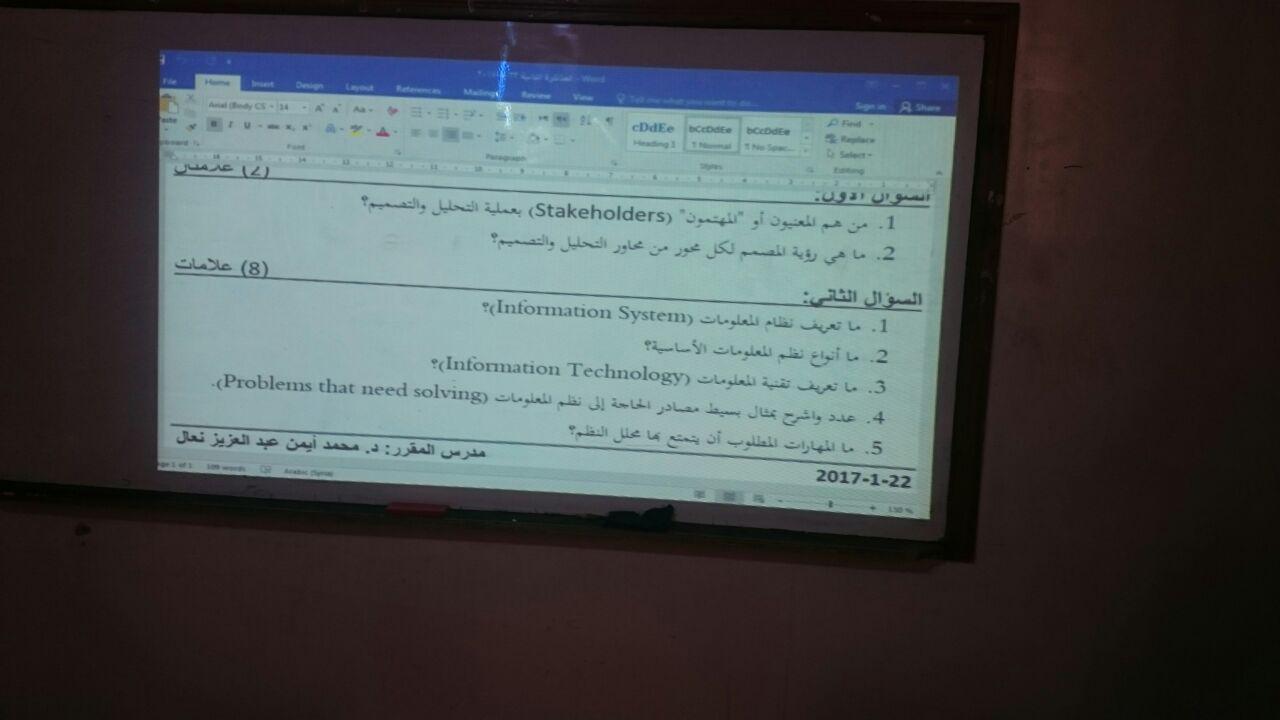 Word - 
File Home Insert Design Layout References Mailings Review View Tell me what you want to do... Sign in Share
Arial (Body CS 14 Aa Find
Paste B I U abc x₂ x² A cDdEe bCcDdEe bCcDdEe Replace
Heading 1 ¶ Normal ¶ No Spac... Select
Clipboard Font Paragraph Styles Editing
السؤال الأول: (2) علامتان
1. من هم المعنيون أو "المهتمون" (Stakeholders) بعملية التحليل والتصميم؟
2. ما هي رؤية المصمم لكل محور من محاور التحليل والتصميم؟
السؤال الثاني: (8) علامات
1. ما تعريف نظام المعلومات (Information System)؟
2. ما أنواع نظم المعلومات الأساسية؟
3. ما تعريف تقنية المعلومات (Information Technology)؟
4. عدد واشرح بمثال بسيط مصادر الحاجة إلى نظم المعلومات (Problems that need solving).
5. ما المهارات المطلوب أن يتمتع بها محلل النظم؟
22-1-2017 مدرس المقرر: د. محمد أيمن عبد العزيز نعال
Page 1 of 1 109 words Arabic (Syria) 130 %